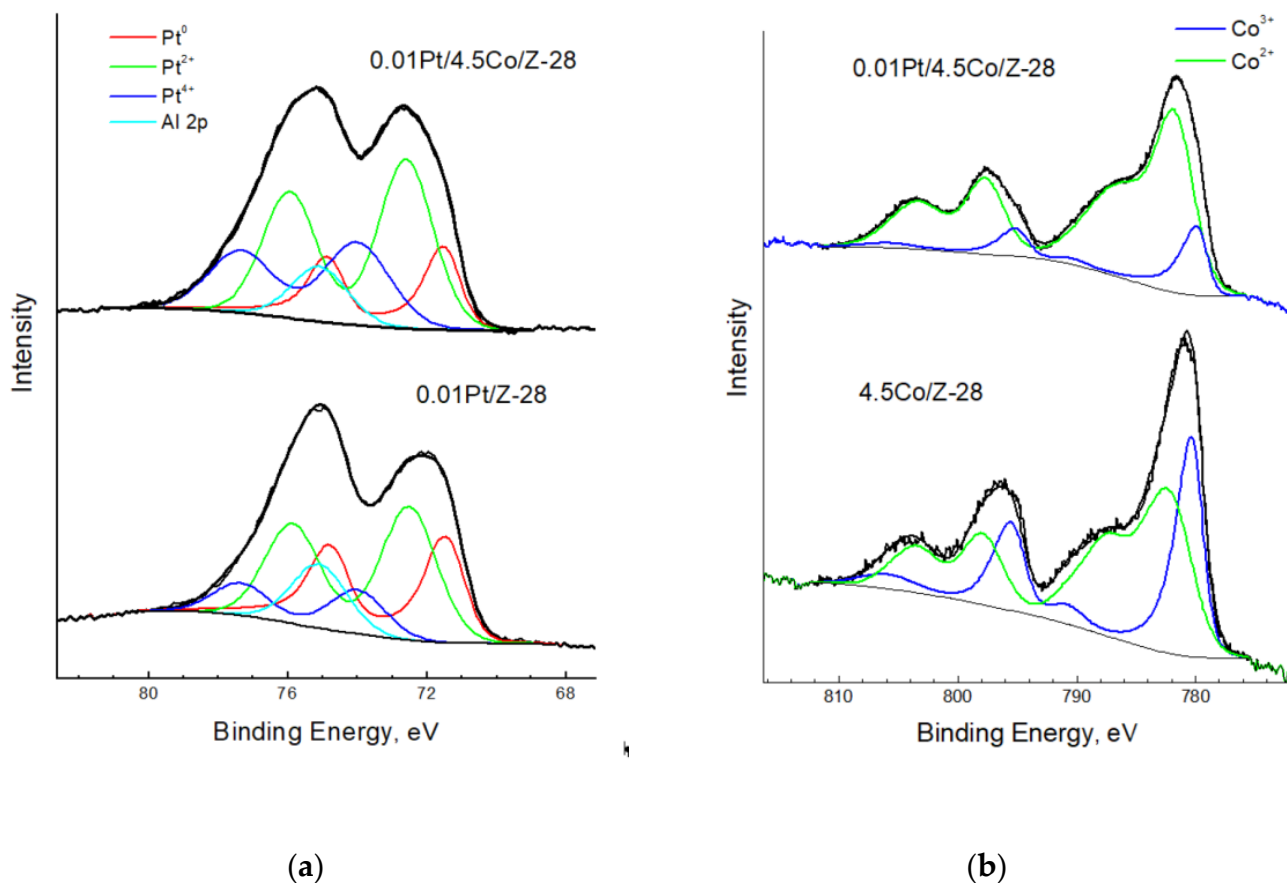 Pt⁰
Pt²⁺
Pt⁴⁺
Al 2p
0.01Pt/4.5Co/Z-28
0.01Pt/Z-28
Intensity
80 76 72 68
Binding Energy, eV
(a)
Co³⁺
Co²⁺
0.01Pt/4.5Co/Z-28
4.5Co/Z-28
Intensity
810 800 790 780
Binding Energy, eV
(b)